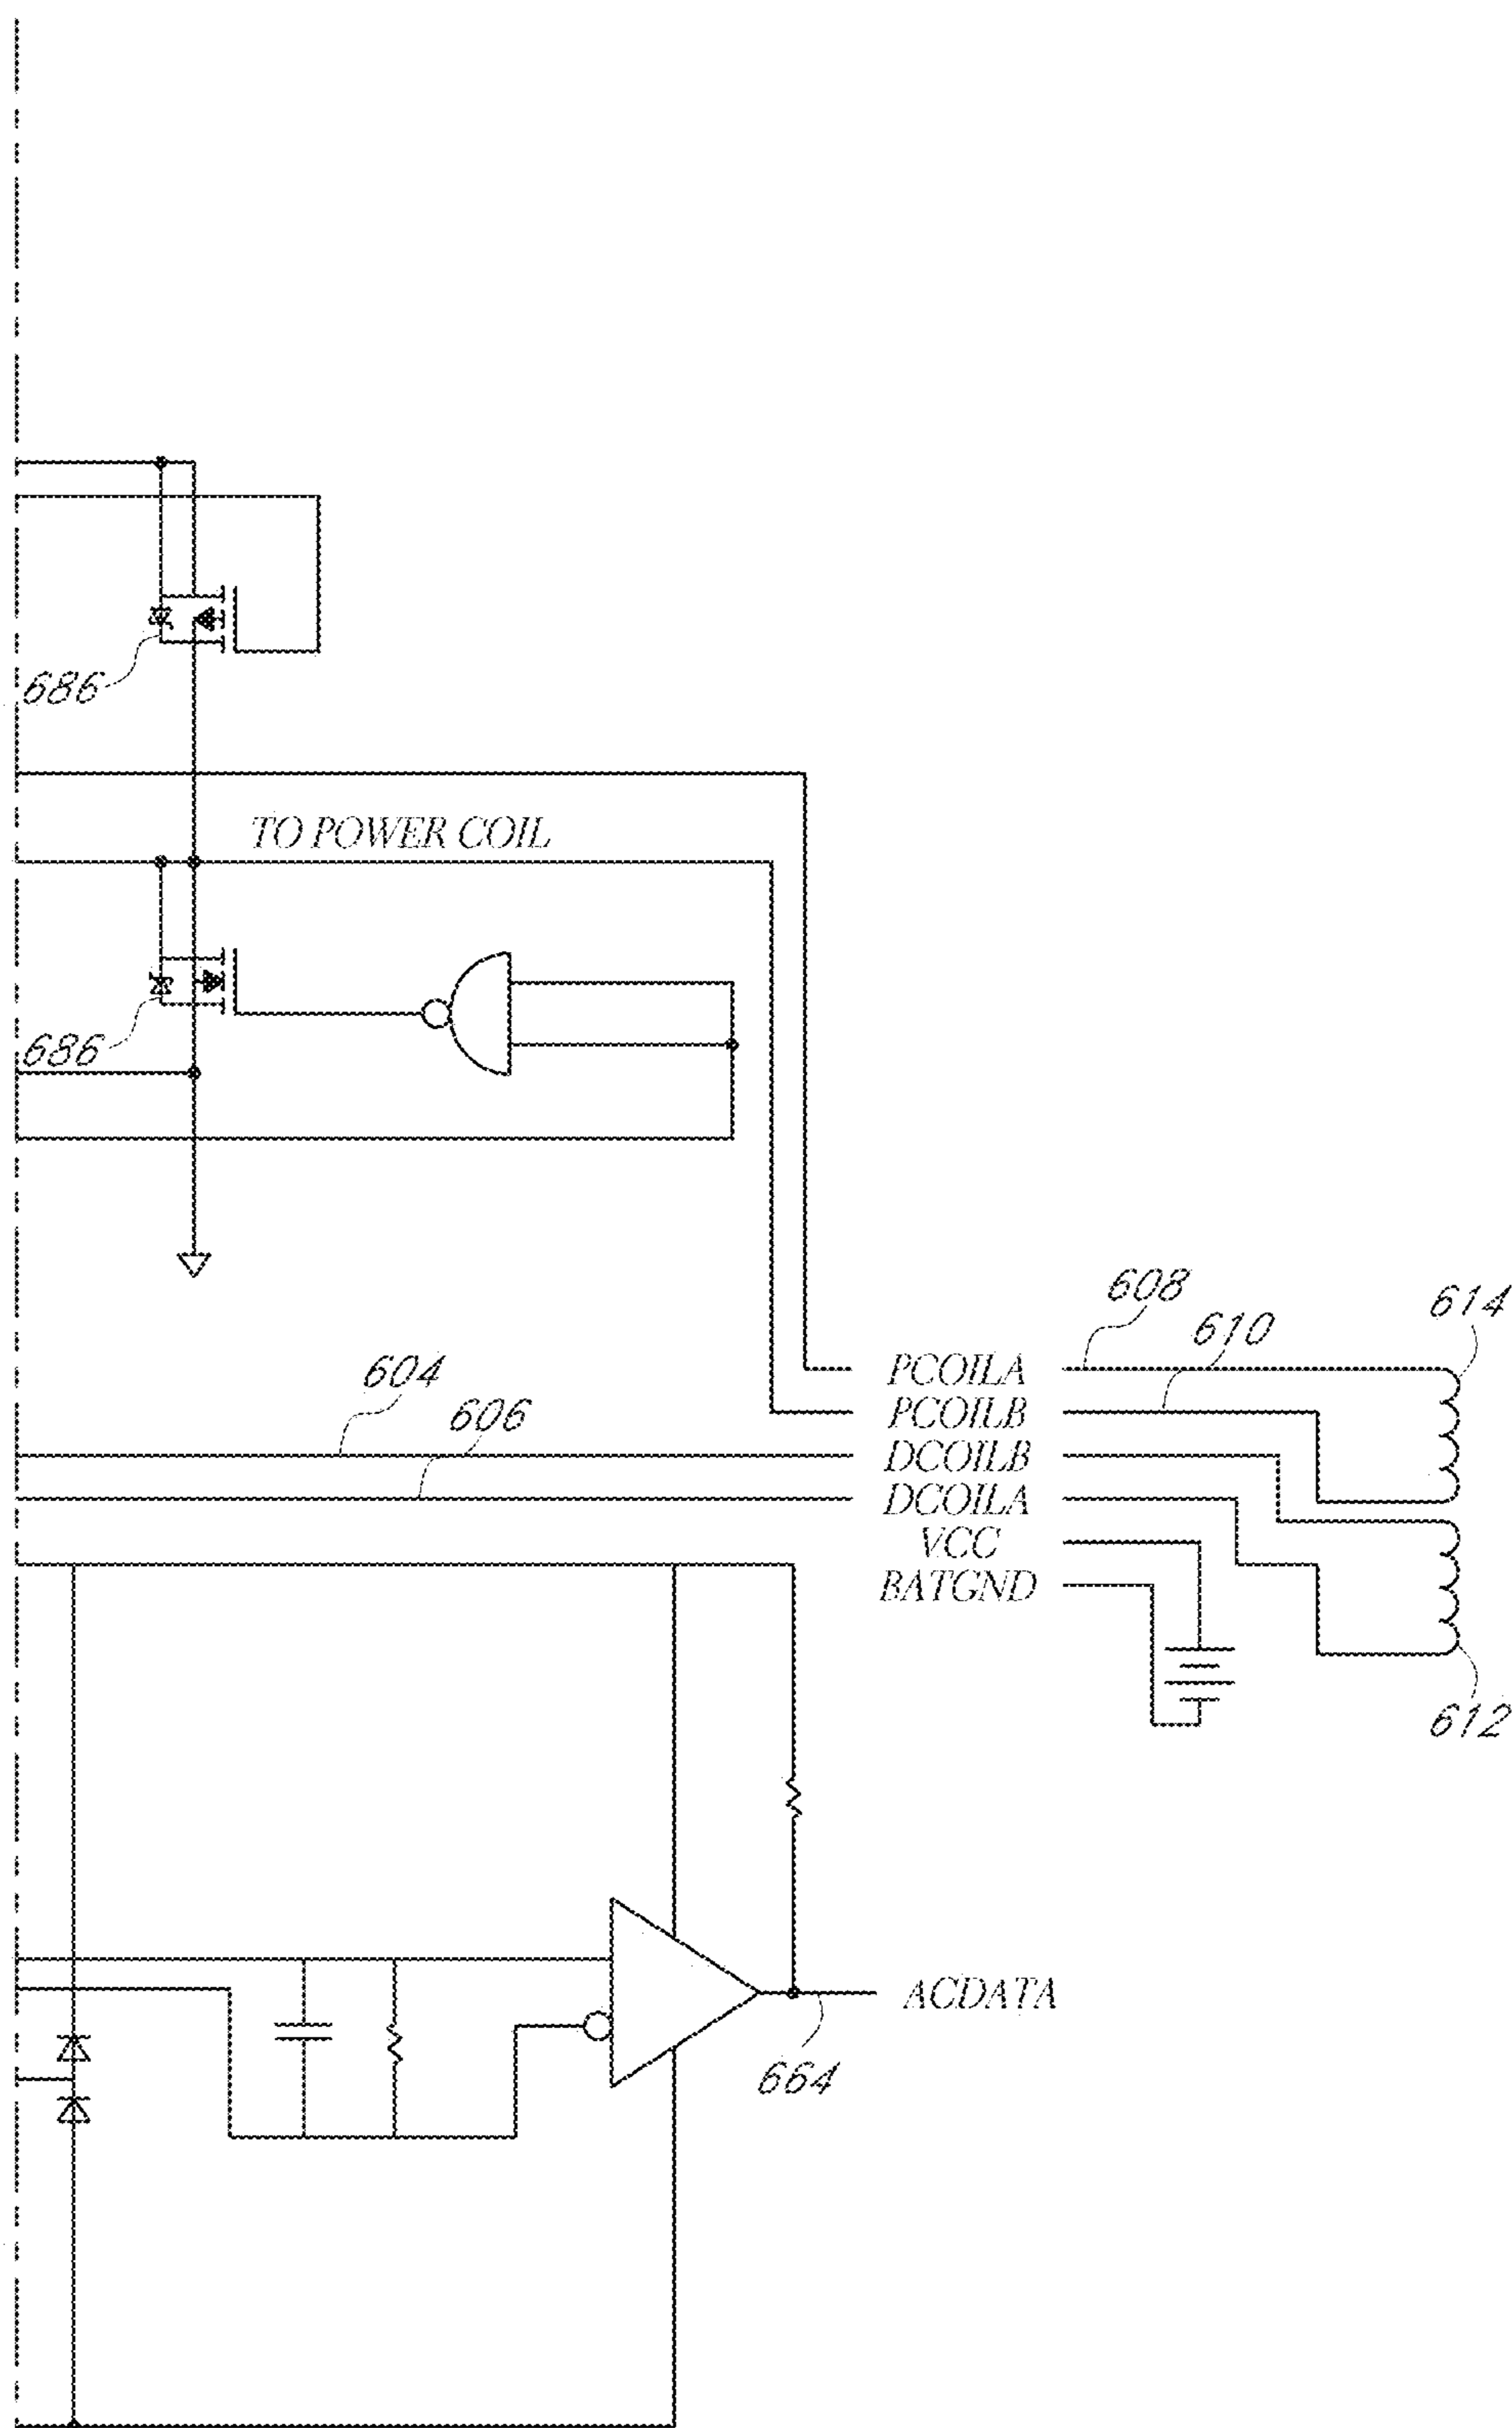 686
TO POWER COIL
686
608
614
610
604
PCOILA
606
PCOILB
DCOILB
DCOILA
VCC
BATGND
612
ACDATA
664